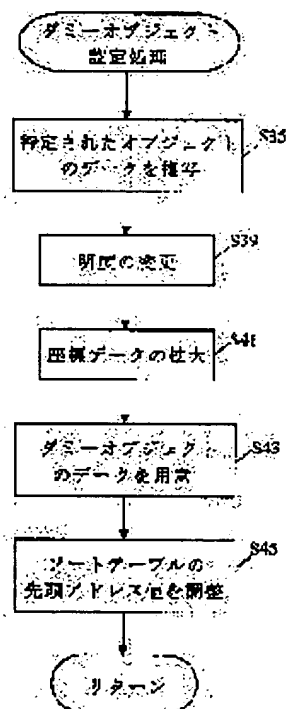 ダミーオブジェクト
設定処理
特定されたオブジェクト
のデータを複写
S35
明度の変更
S39
座標データの拡大
S41
ダミーオブジェクト
のデータを用意
S43
ソートテーブルの
先頭アドレス値を調整
S45
リターン